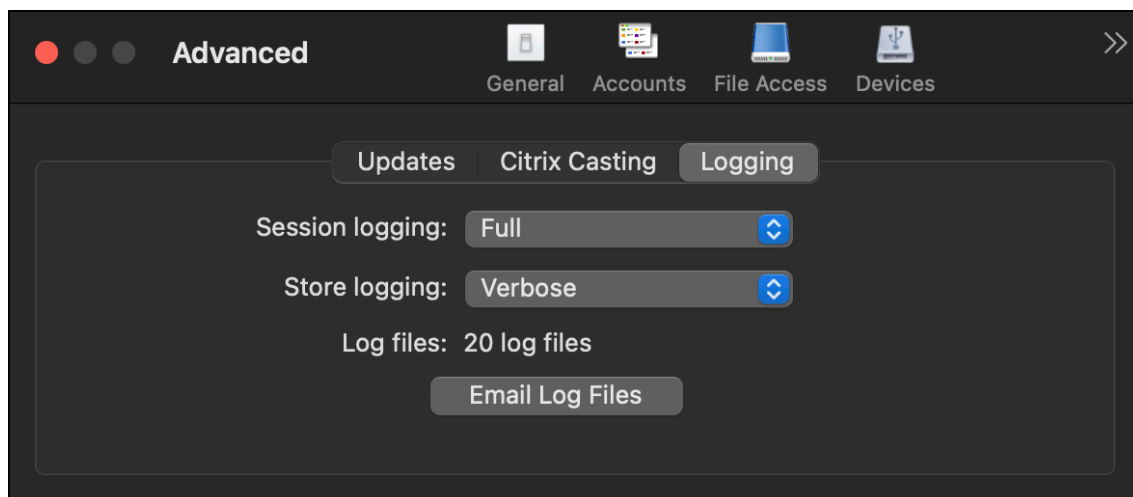 Advanced
General Accounts File Access Devices
Updates Citrix Casting Logging
Session logging: Full
Store logging: Verbose
Log files: 20 log files
Email Log Files